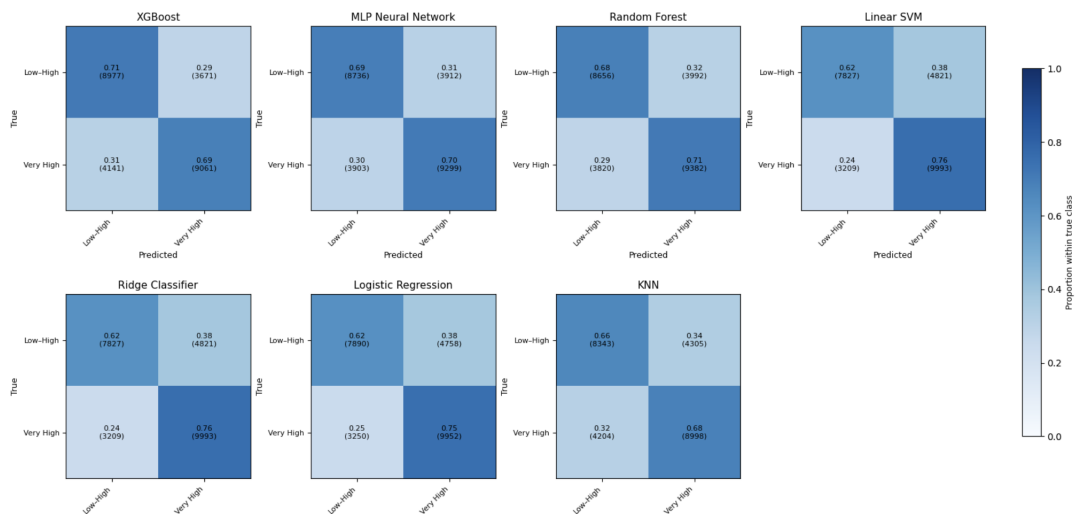 XGBoost
Low–High
0.71
(8977)
0.29
(3671)
True
Very High
0.31
(4141)
0.69
(9061)
Low–High
Very High
Predicted
MLP Neural Network
Low–High
0.69
(8736)
0.31
(3912)
True
Very High
0.30
(3903)
0.70
(9299)
Low–High
Very High
Predicted
Random Forest
Low–High
0.68
(8656)
0.32
(3992)
True
Very High
0.29
(3820)
0.71
(9382)
Low–High
Very High
Predicted
Linear SVM
Low–High
0.62
(7827)
0.38
(4821)
True
Very High
0.24
(3209)
0.76
(9993)
Low–High
Very High
Predicted
Ridge Classifier
Low–High
0.62
(7827)
0.38
(4821)
True
Very High
0.24
(3209)
0.76
(9993)
Low–High
Very High
Logistic Regression
Low–High
0.62
(7890)
0.38
(4758)
True
Very High
0.25
(3250)
0.75
(9952)
Low–High
Very High
KNN
Low–High
0.66
(8343)
0.34
(4305)
True
Very High
0.32
(4204)
0.68
(8998)
Low–High
Very High
1.0
0.8
0.6
0.4
0.2
0.0
Proportion within true class